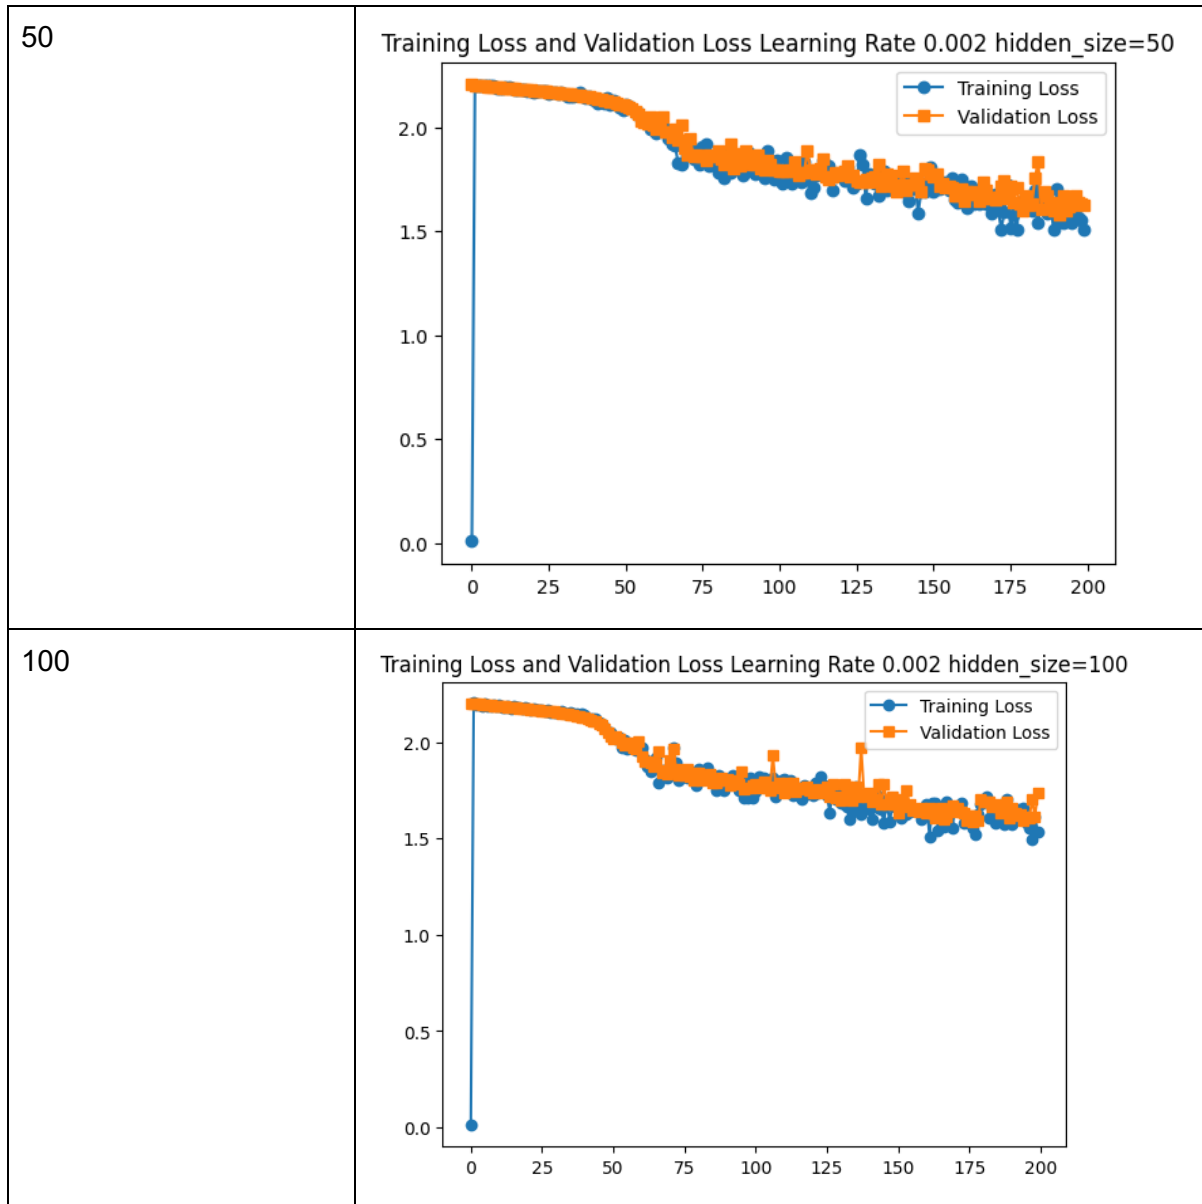 50
Training Loss and Validation Loss Learning Rate 0.002 hidden_size=50
Training Loss
Validation Loss
2.0
1.5
1.0
0.5
0.0
0 25 50 75 100 125 150 175 200
100
Training Loss and Validation Loss Learning Rate 0.002 hidden_size=100
Training Loss
Validation Loss
2.0
1.5
1.0
0.5
0.0
0 25 50 75 100 125 150 175 200